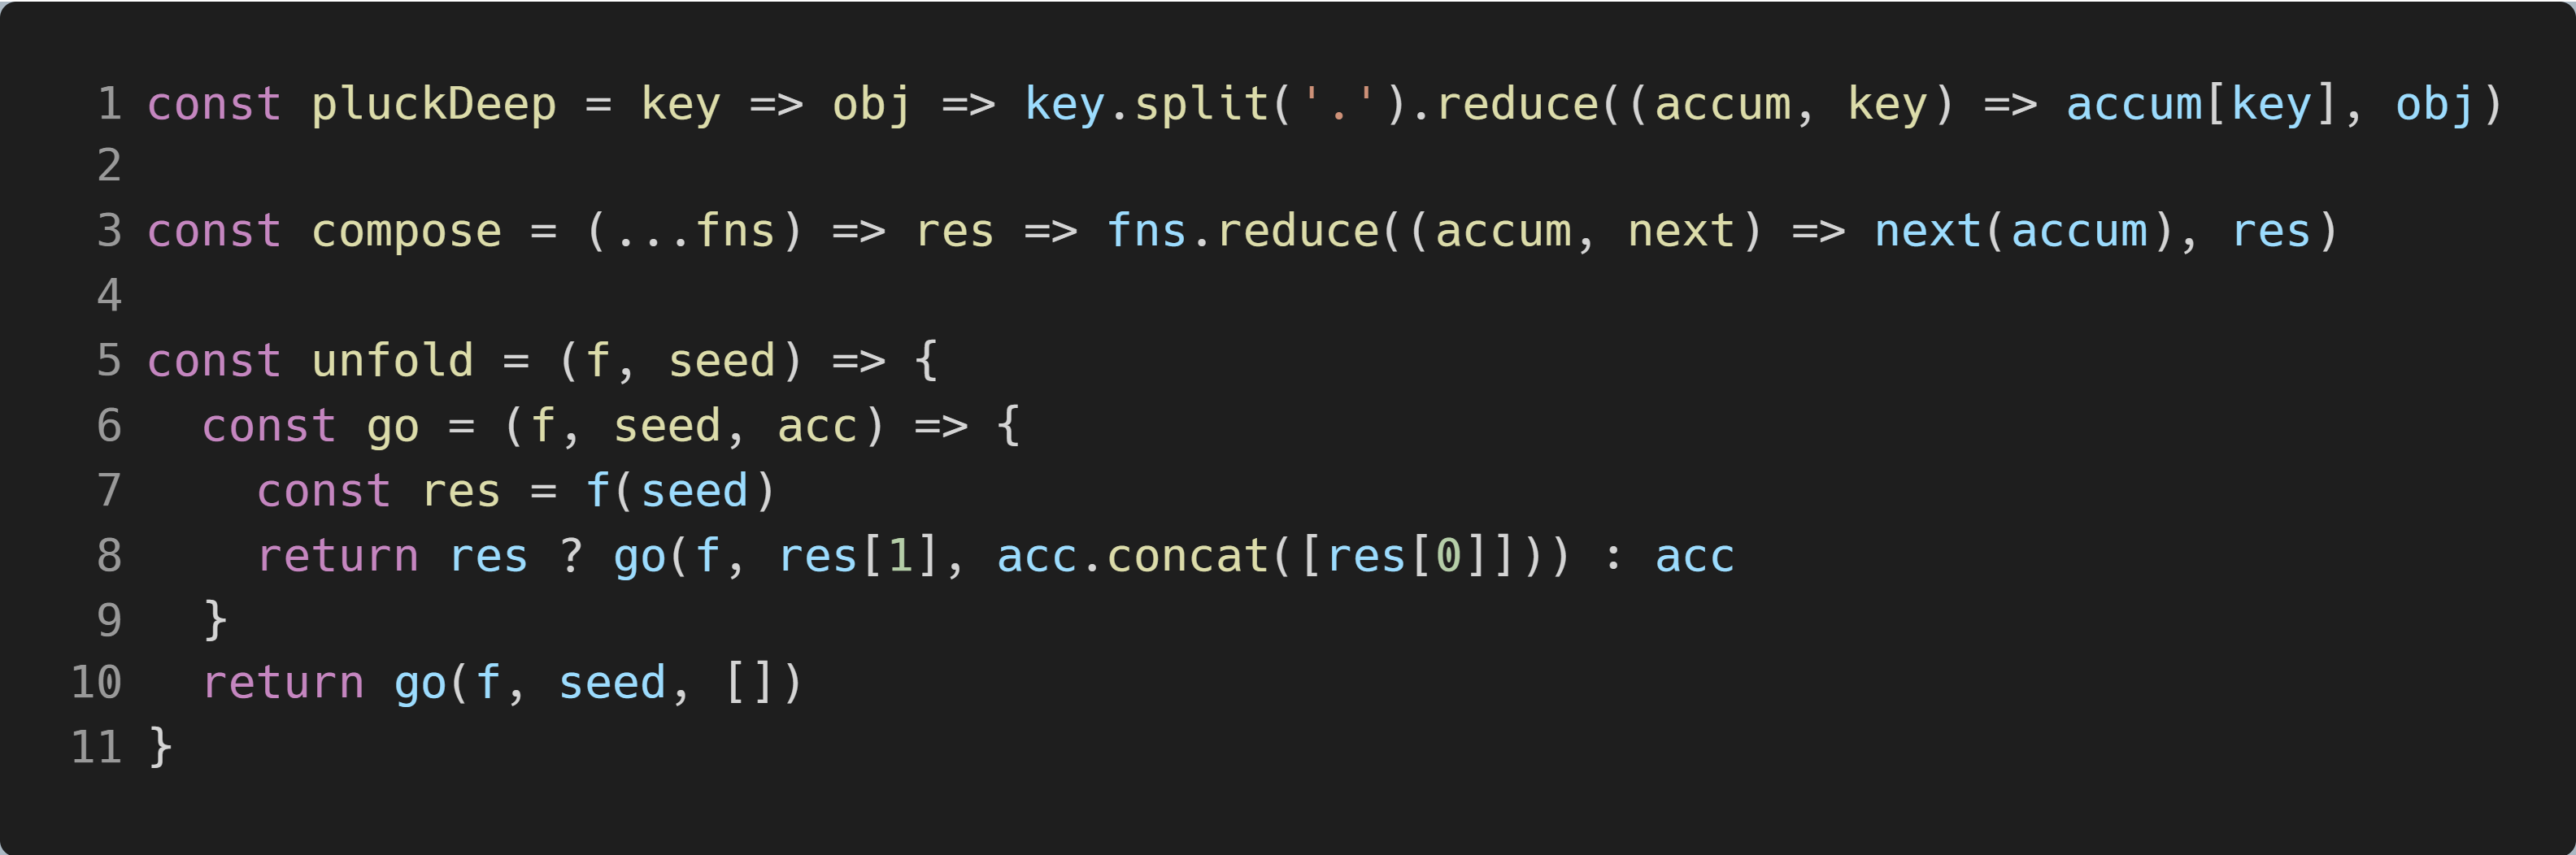 1 const pluckDeep = key => obj => key.split('.').reduce((accum, key) => accum[key], obj)
2
3 const compose = (...fns) => res => fns.reduce((accum, next) => next(accum), res)
4
5 const unfold = (f, seed) => {
6   const go = (f, seed, acc) => {
7     const res = f(seed)
8     return res ? go(f, res[1], acc.concat([res[0]])) : acc
9   }
10   return go(f, seed, [])
11 }